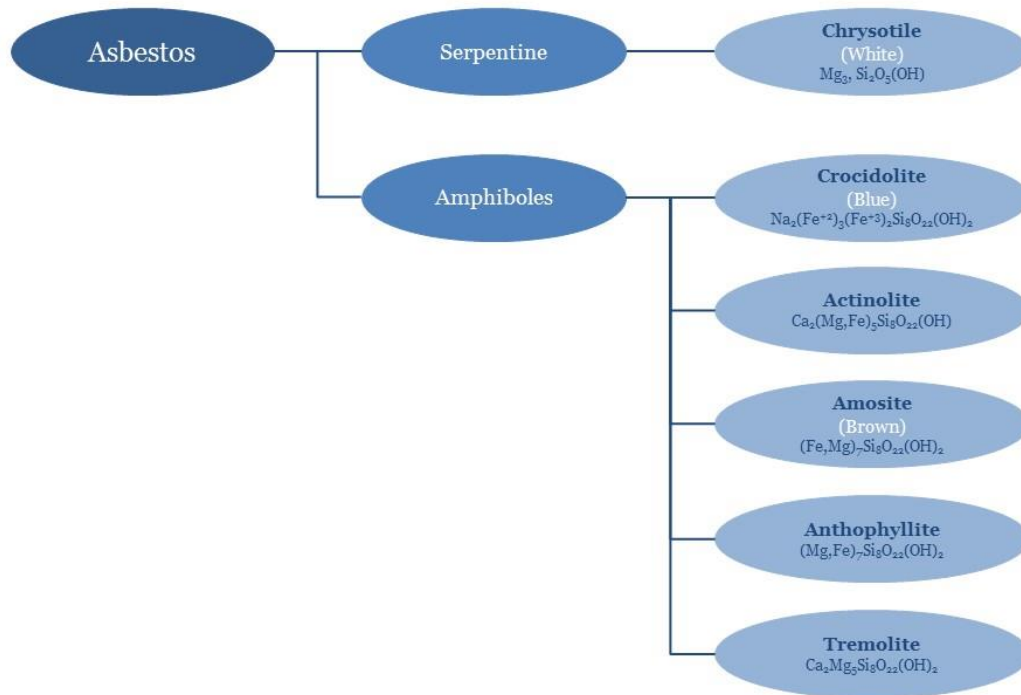 Asbestos
Serpentine
Chrysotile
(White)
Mg₃, Si₂O₅(OH)
Amphiboles
Crocidolite
(Blue)
Na₂(Fe⁺²)₃(Fe⁺³)₂Si₈O₂₂(OH)₂
Actinolite
Ca₂(Mg,Fe)₅Si₈O₂₂(OH)
Amosite
(Brown)
(Fe,Mg)₇Si₈O₂₂(OH)₂
Anthophyllite
(Mg,Fe)₇Si₈O₂₂(OH)₂
Tremolite
Ca₂Mg₅Si₈O₂₂(OH)₂